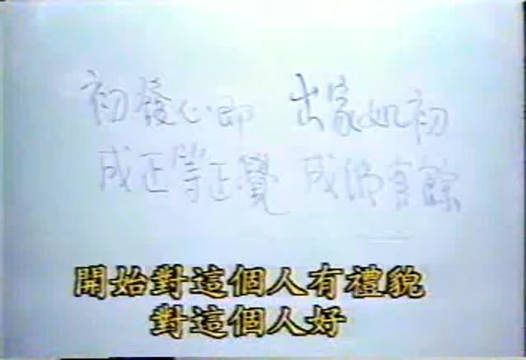 初發心即 出家如初
成正等正覺 成佛有餘
開始對這個人有禮貌
對這個人好